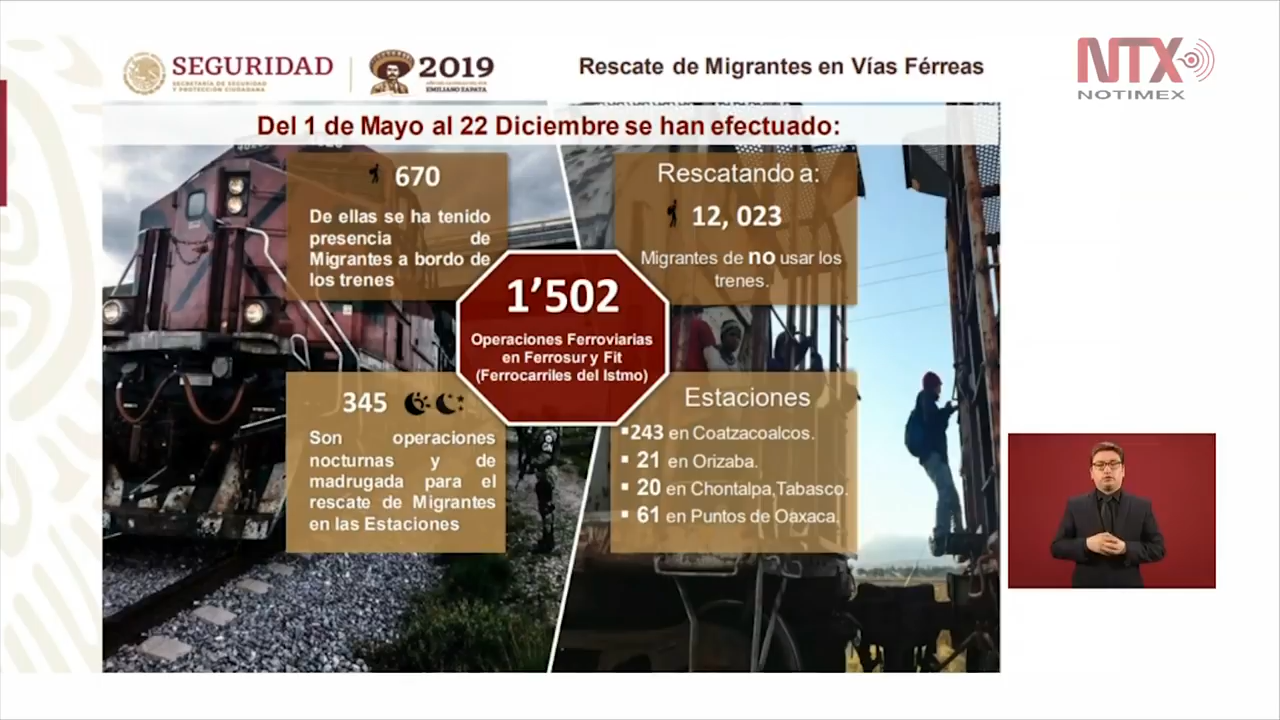 SEGURIDAD
SECRETARÍA DE SEGURIDAD
Y PROTECCIÓN CIUDADANA
2019
EMILIANO ZAPATA
Rescate de Migrantes en Vías Férreas
NTX
NOTIMEX
Del 1 de Mayo al 22 Diciembre se han efectuado:
670
De ellas se ha tenido
presencia de
Migrantes a bordo de
los trenes
Rescatando a:
12, 023
Migrantes de no usar los
trenes.
1’502
Operaciones Ferroviarias
en Ferrosur y Fit
(Ferrocarriles del Istmo)
345
Son operaciones
nocturnas y de
madrugada para el
rescate de Migrantes
en las Estaciones
Estaciones
▪243 en Coatzacoalcos.
▪ 21 en Orizaba.
▪ 20 en Chontalpa,Tabasco.
▪ 61 en Puntos de Oaxaca.